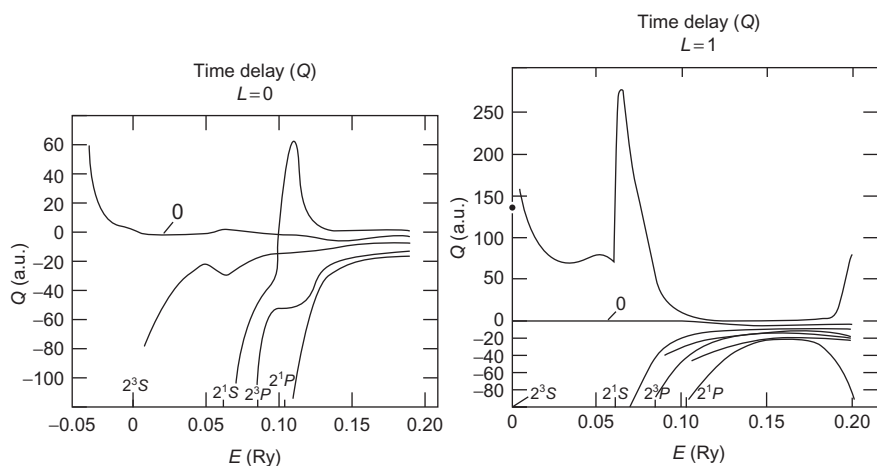 Time delay (Q)
L=0
60
40
20
0
−20
−40
−60
−80
−100
Q (a.u.)
0
2³S
2¹S
2³P
2¹P
−0.05
0
0.05
0.10
0.15
0.20
E (Ry)
Time delay (Q)
L=1
250
200
150
100
50
0
−20
−40
−60
−80
Q (a.u.)
0
2³S
2¹S
2³P
2¹P
0
0.05
0.10
0.15
0.20
E (Ry)